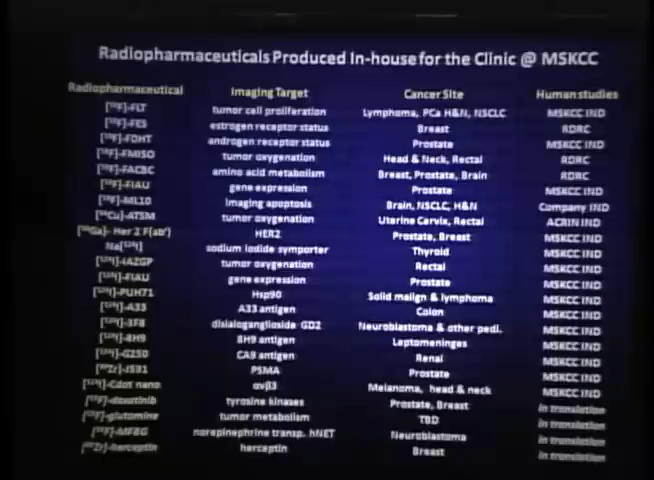 Radiopharmaceuticals Produced In-house for the Clinic @ MSKCC
Radiopharmaceutical Imaging Target Cancer Site Human studies
[18F]-FLT tumor cell proliferation Lymphoma, PCa H&N, NSCLC MSKCC IND
[18F]-FES estrogen receptor status Breast RDRC
[18F]-FDHT androgen receptor status Prostate MSKCC IND
[18F]-FMISO tumor oxygenation Head & Neck, Rectal RDRC
[18F]-FACBC amino acid metabolism Breast, Prostate, Brain RDRC
[18F]-FIAU gene expression Prostate MSKCC IND
[18F]-ML10 imaging apoptosis Brain, NSCLC, H&N Company IND
[64Cu]-ATSM tumor oxygenation Uterine Cervix, Rectal ACRIN IND
[68Ga]- Her 2 F(ab') HER2 Prostate, Breast MSKCC IND
Na[124I] sodium iodide symporter Thyroid MSKCC IND
[124I]-IAZGP tumor oxygenation Rectal MSKCC IND
[124I]-FIAU gene expression Prostate MSKCC IND
[124I]-PUH71 Hsp90 Solid malign & lymphoma MSKCC IND
[124I]-A33 A33 antigen Colon MSKCC IND
[124I]-3F8 disialoganglioside GD2 Neuroblastoma & other pedi. MSKCC IND
[124I]-8H9 8H9 antigen Leptomeninges MSKCC IND
[124I]-G250 CA9 antigen Renal MSKCC IND
[89Zr]-J591 PSMA Prostate MSKCC IND
[124I]-Cdot nano αvβ3 Melanoma, head & neck MSKCC IND
[18F]-dasatinib tyrosine kinases Prostate, Breast in translation
[18F]-glutamine tumor metabolism TBD in translation
[18F]-MFBG norepinephrine transp. hNET Neuroblastoma in translation
[89Zr]-herceptin herceptin Breast in translation